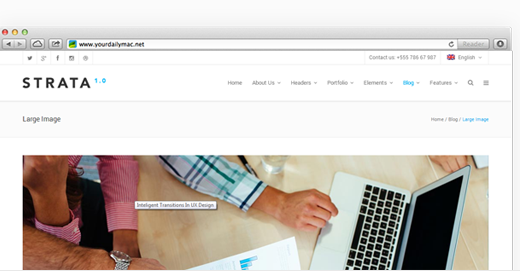 www.yourdailymac.net
Reader
Contact us: +555 786 67 987
English
STRATA 1.0
Home About Us Headers Portfolio Elements Blog Pages Features
Large Image
Home / Blog / Large Image
Inteligent Transitions In UX Design